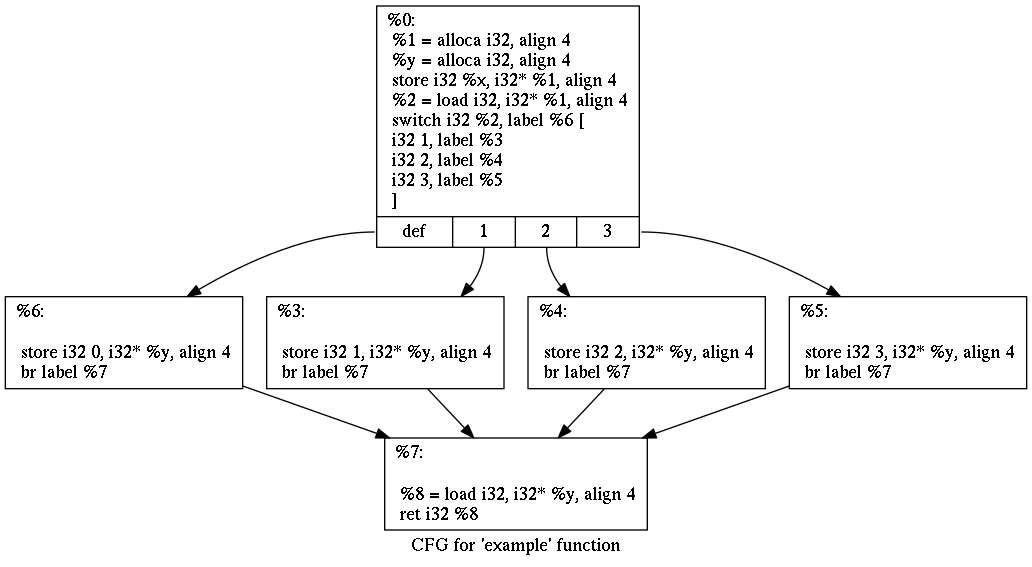 %0:
%1 = alloca i32, align 4
%y = alloca i32, align 4
store i32 %x, i32* %1, align 4
%2 = load i32, i32* %1, align 4
switch i32 %2, label %6 [
i32 1, label %3
i32 2, label %4
i32 3, label %5
]
def 1 2 3
%6:
store i32 0, i32* %y, align 4
br label %7
%3:
store i32 1, i32* %y, align 4
br label %7
%4:
store i32 2, i32* %y, align 4
br label %7
%5:
store i32 3, i32* %y, align 4
br label %7
%7:
%8 = load i32, i32* %y, align 4
ret i32 %8
CFG for 'example' function